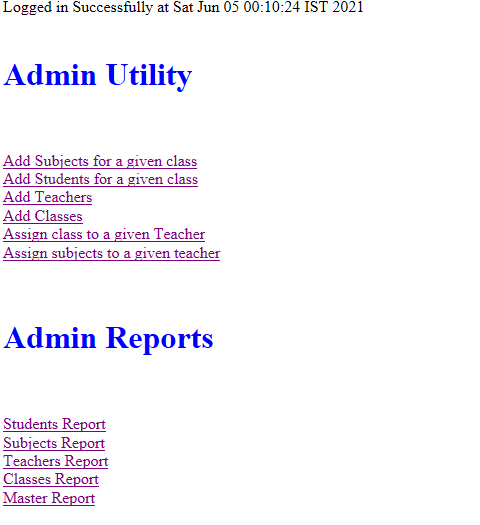 Logged in Successfully at Sat Jun 05 00:10:24 IST 2021
Admin Utility
Add Subjects for a given class
Add Students for a given class
Add Teachers
Add Classes
Assign class to a given Teacher
Assign subjects to a given teacher
Admin Reports
Students Report
Subjects Report
Teachers Report
Classes Report
Master Report